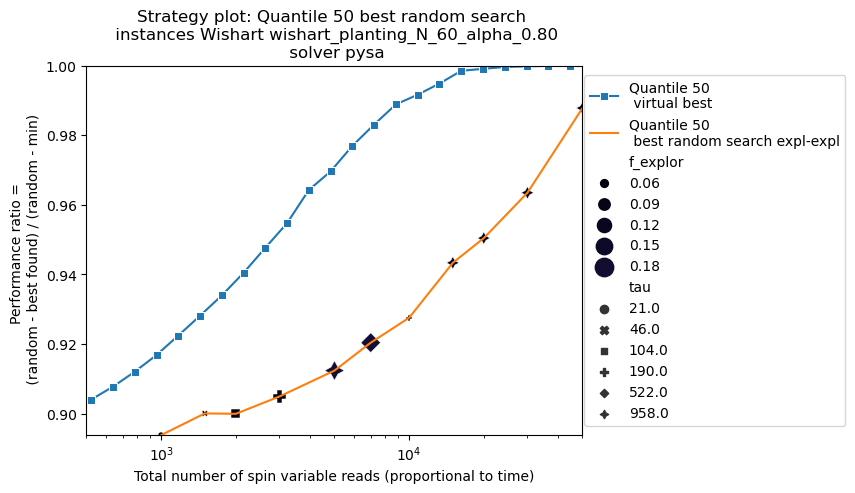 Strategy plot: Quantile 50 best random search
instances Wishart wishart_planting_N_60_alpha_0.80
solver pysa
Performance ratio =
(random - best found) / (random - min)
1.00
0.98
0.96
0.94
0.92
0.90
10^3
10^4
Total number of spin variable reads (proportional to time)
Quantile 50
virtual best
Quantile 50
best random search expl-expl
f_explor
0.06
0.09
0.12
0.15
0.18
tau
21.0
46.0
104.0
190.0
522.0
958.0